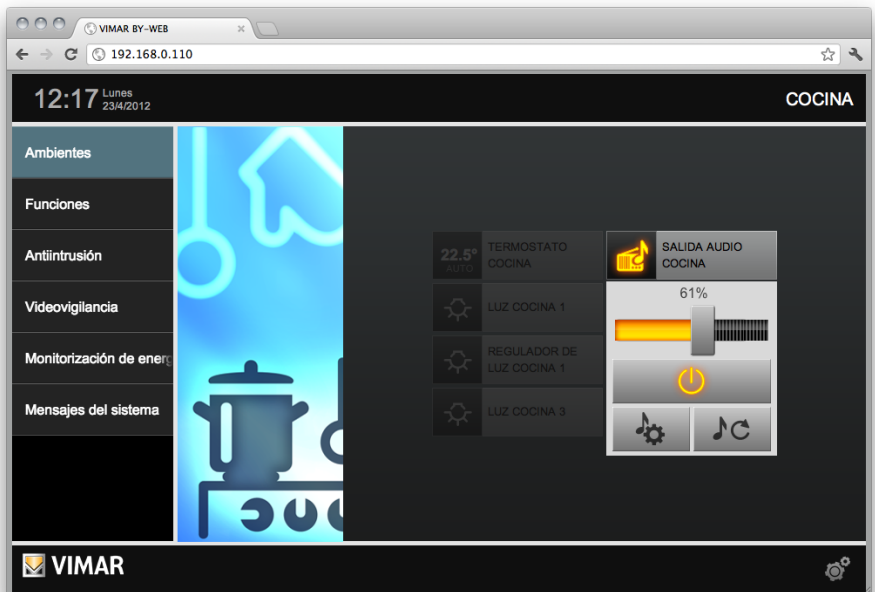 VIMAR BY-WEB
192.168.0.110
12:17
Lunes
23/4/2012
COCINA
Ambientes
Funciones
Antiintrusión
Videovigilancia
Monitorización de energ
Mensajes del sistema
22.5°
AUTO
TERMOSTATO
COCINA
LUZ COCINA 1
REGULADOR DE
LUZ COCINA 1
LUZ COCINA 3
SALIDA AUDIO
COCINA
61%
VIMAR